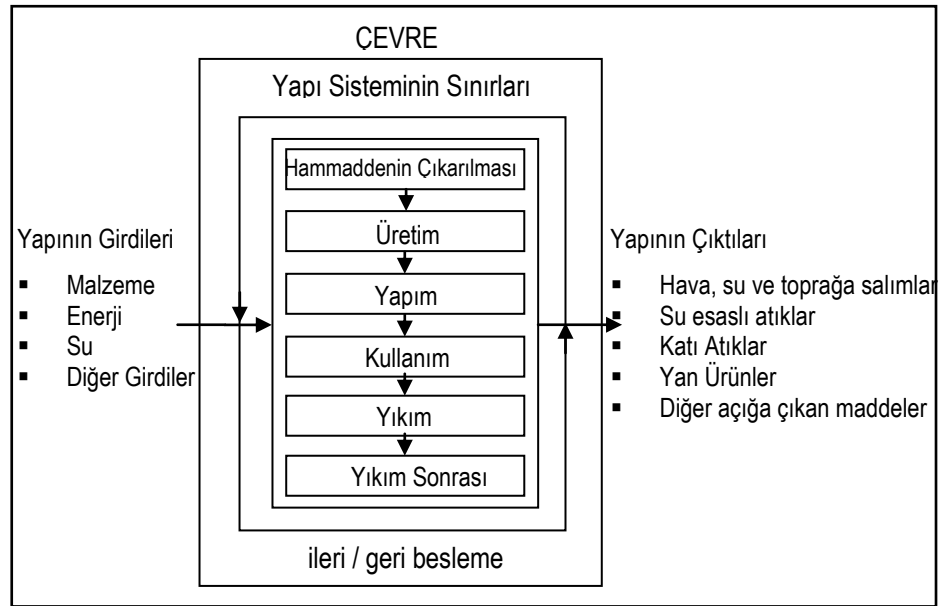 ÇEVRE
Yapı Sisteminin Sınırları
Hammaddenin Çıkarılması
Üretim
Yapım
Kullanım
Yıkım
Yıkım Sonrası
ileri / geri besleme
Yapının Girdileri
▪ Malzeme
▪ Enerji
▪ Su
▪ Diğer Girdiler
Yapının Çıktıları
▪ Hava, su ve toprağa salımlar
▪ Su esaslı atıklar
▪ Katı Atıklar
▪ Yan Ürünler
▪ Diğer açığa çıkan maddeler